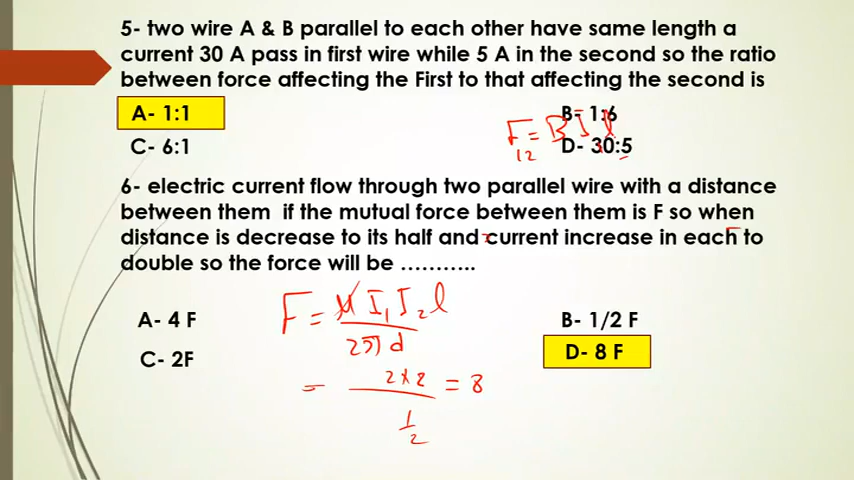 5- two wire A & B parallel to each other have same length a
current 30 A pass in first wire while 5 A in the second so the ratio
between force affecting the First to that affecting the second is
A- 1:1
B- 1:6
C- 6:1
D- 30:5
F₁₂ = B I l
6- electric current flow through two parallel wire with a distance
between them if the mutual force between them is F so when
distance is decrease to its half and current increase in each to
double so the force will be ………..
A- 4 F
B- 1/2 F
C- 2F
D- 8 F
F = μ I₁ I₂ l
2π d
= 2×2 = 8
1/2